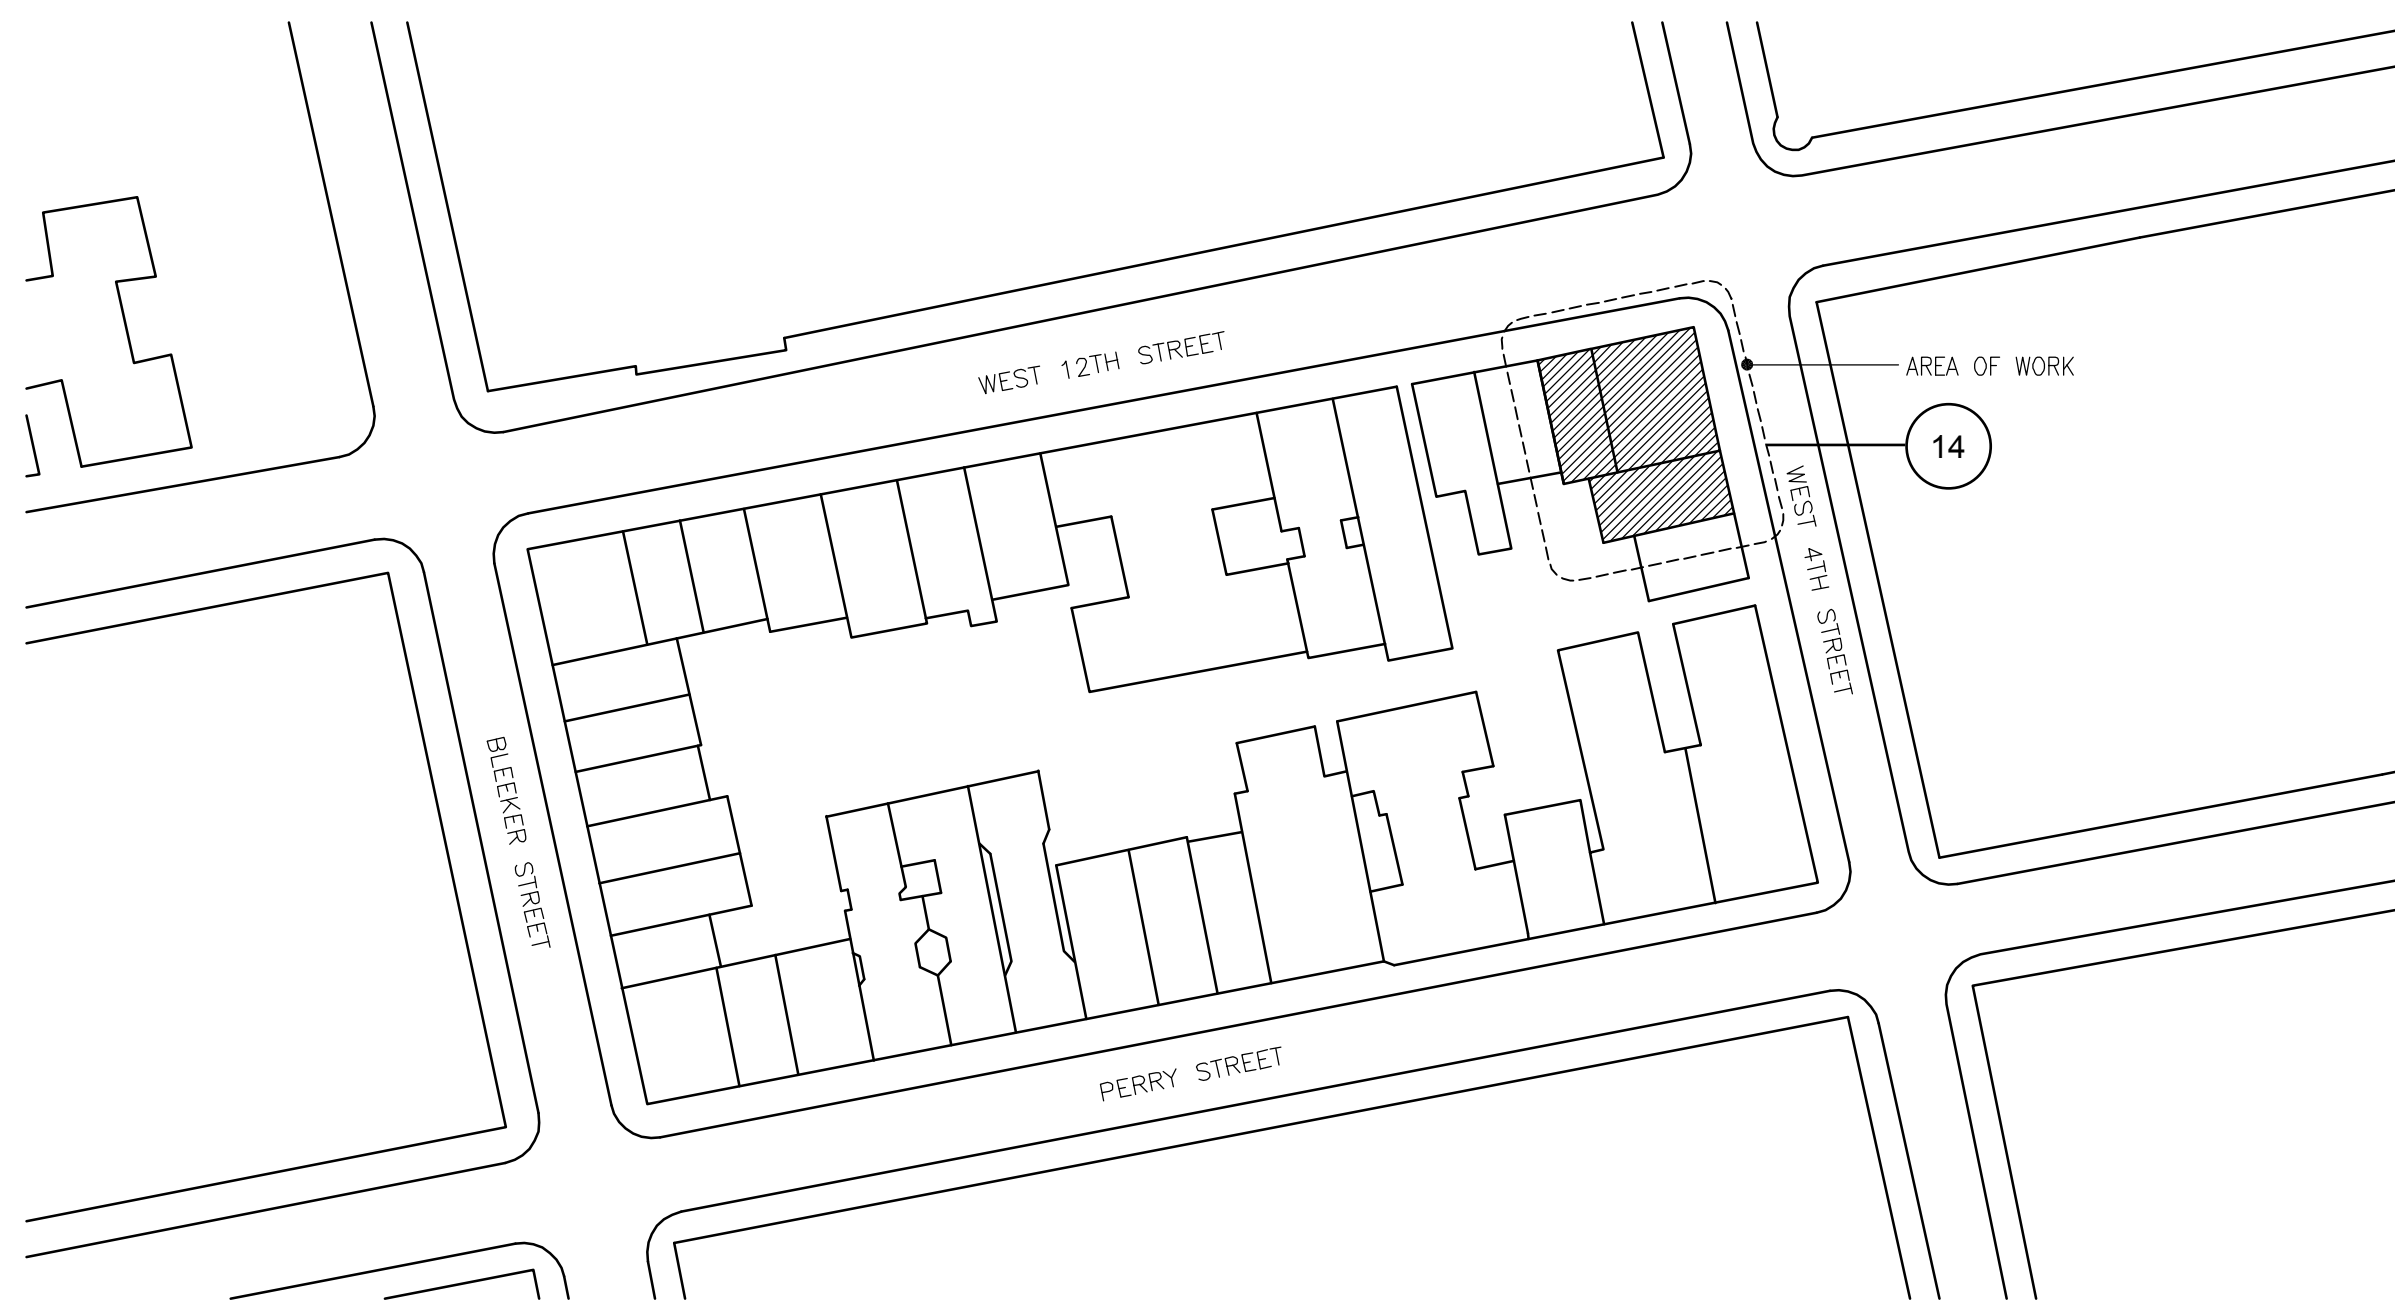 WEST 12TH STREET
AREA OF WORK
14
WEST 4TH STREET
BLEEKER STREET
PERRY STREET